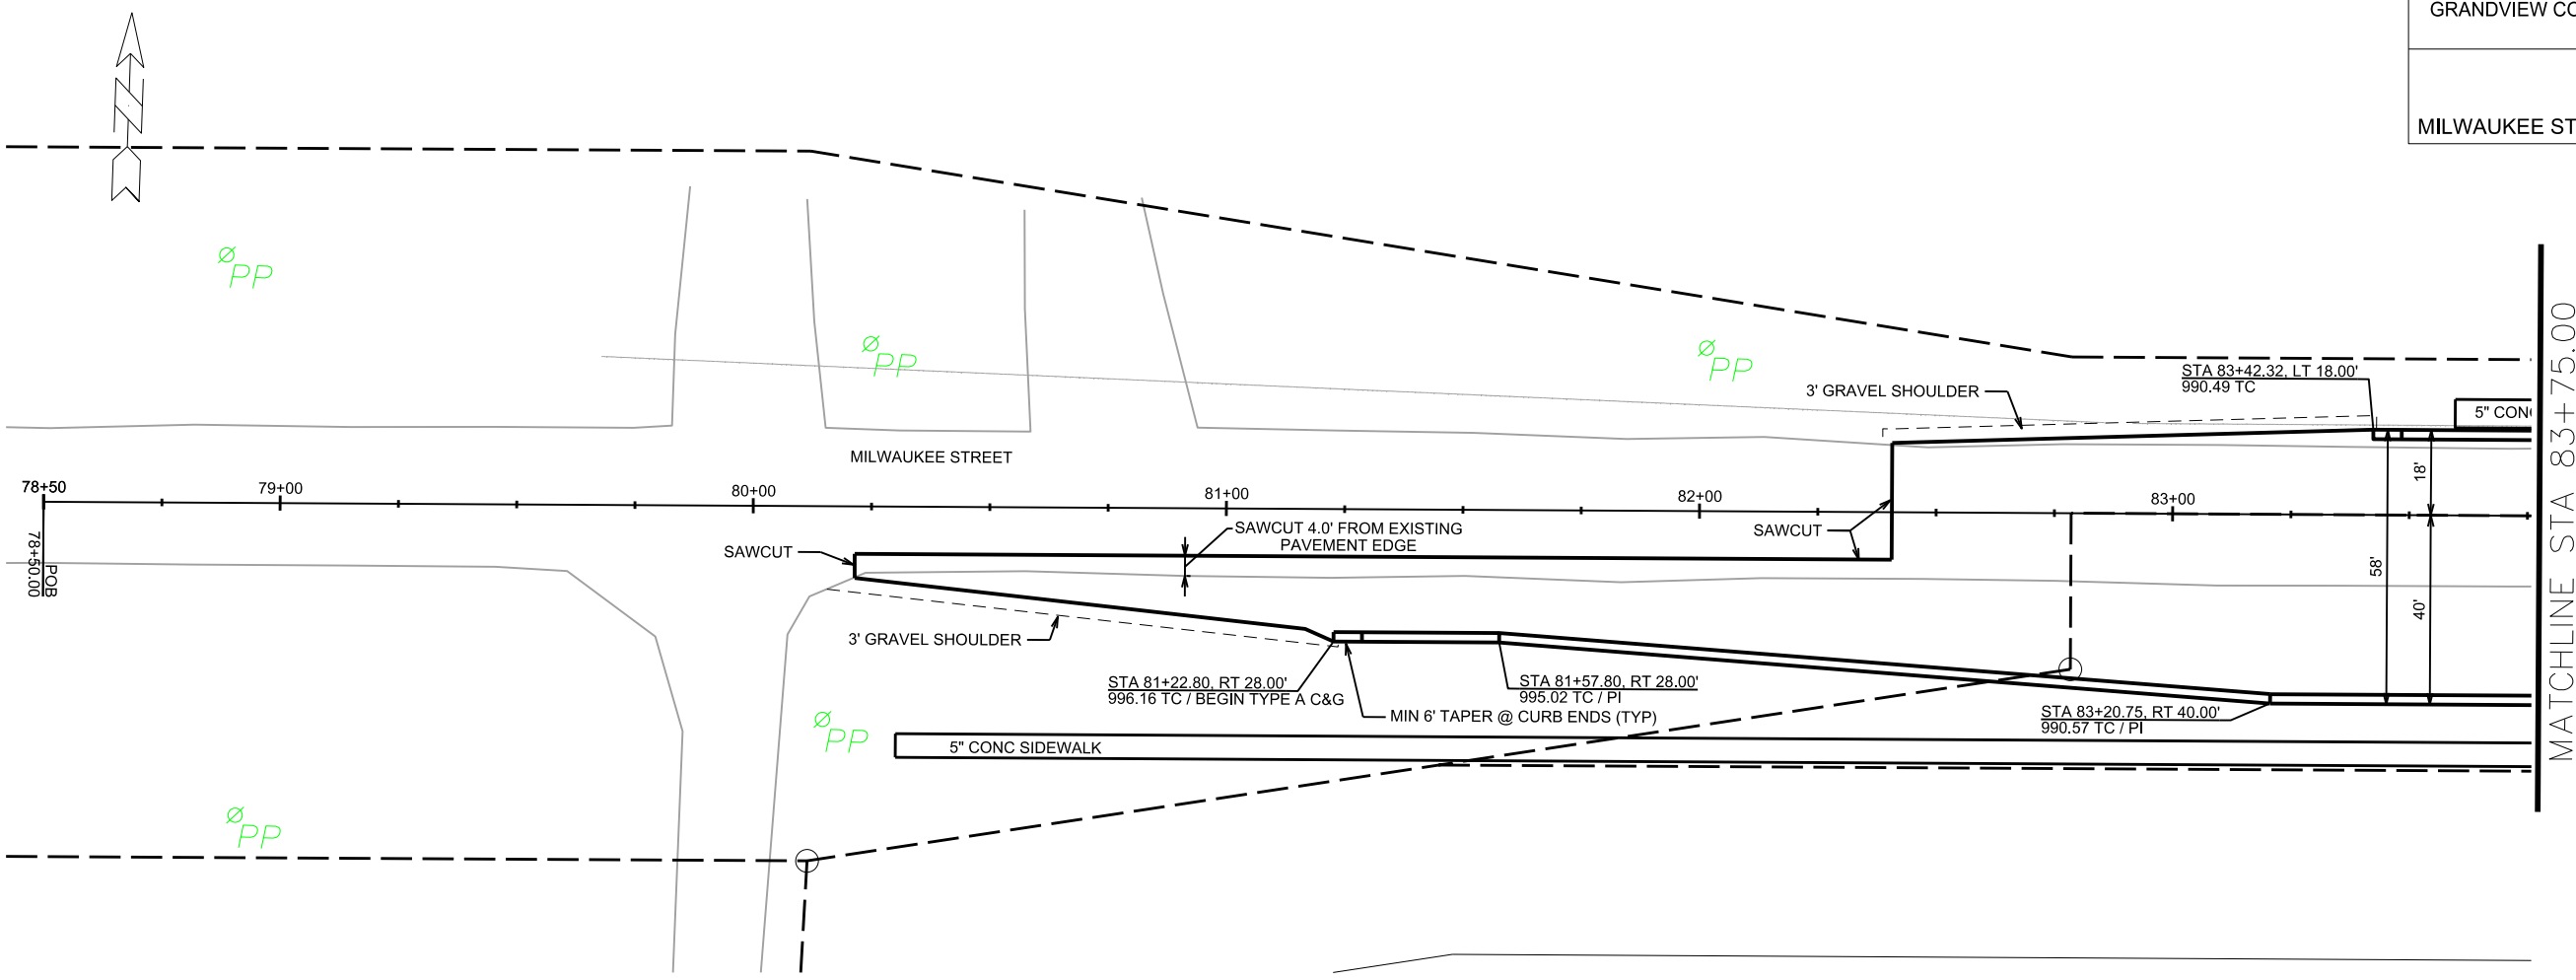 GRANDVIEW CO
MILWAUKEE ST
Ø
PP
Ø
PP
Ø
PP
3' GRAVEL SHOULDER
STA 83+42.32, LT 18.00'
990.49 TC
5" CON
MILWAUKEE STREET
78+50
79+00
80+00
81+00
82+00
83+00
18'
SAWCUT
SAWCUT 4.0' FROM EXISTING
PAVEMENT EDGE
SAWCUT
POB
78+50.00
58'
40'
3' GRAVEL SHOULDER
STA 81+22.80, RT 28.00'
996.16 TC / BEGIN TYPE A C&G
STA 81+57.80, RT 28.00'
995.02 TC / PI
MIN 6' TAPER @ CURB ENDS (TYP)
STA 83+20.75, RT 40.00'
990.57 TC / PI
Ø
PP
5" CONC SIDEWALK
Ø
PP
MATCHLINE STA 83+75.00